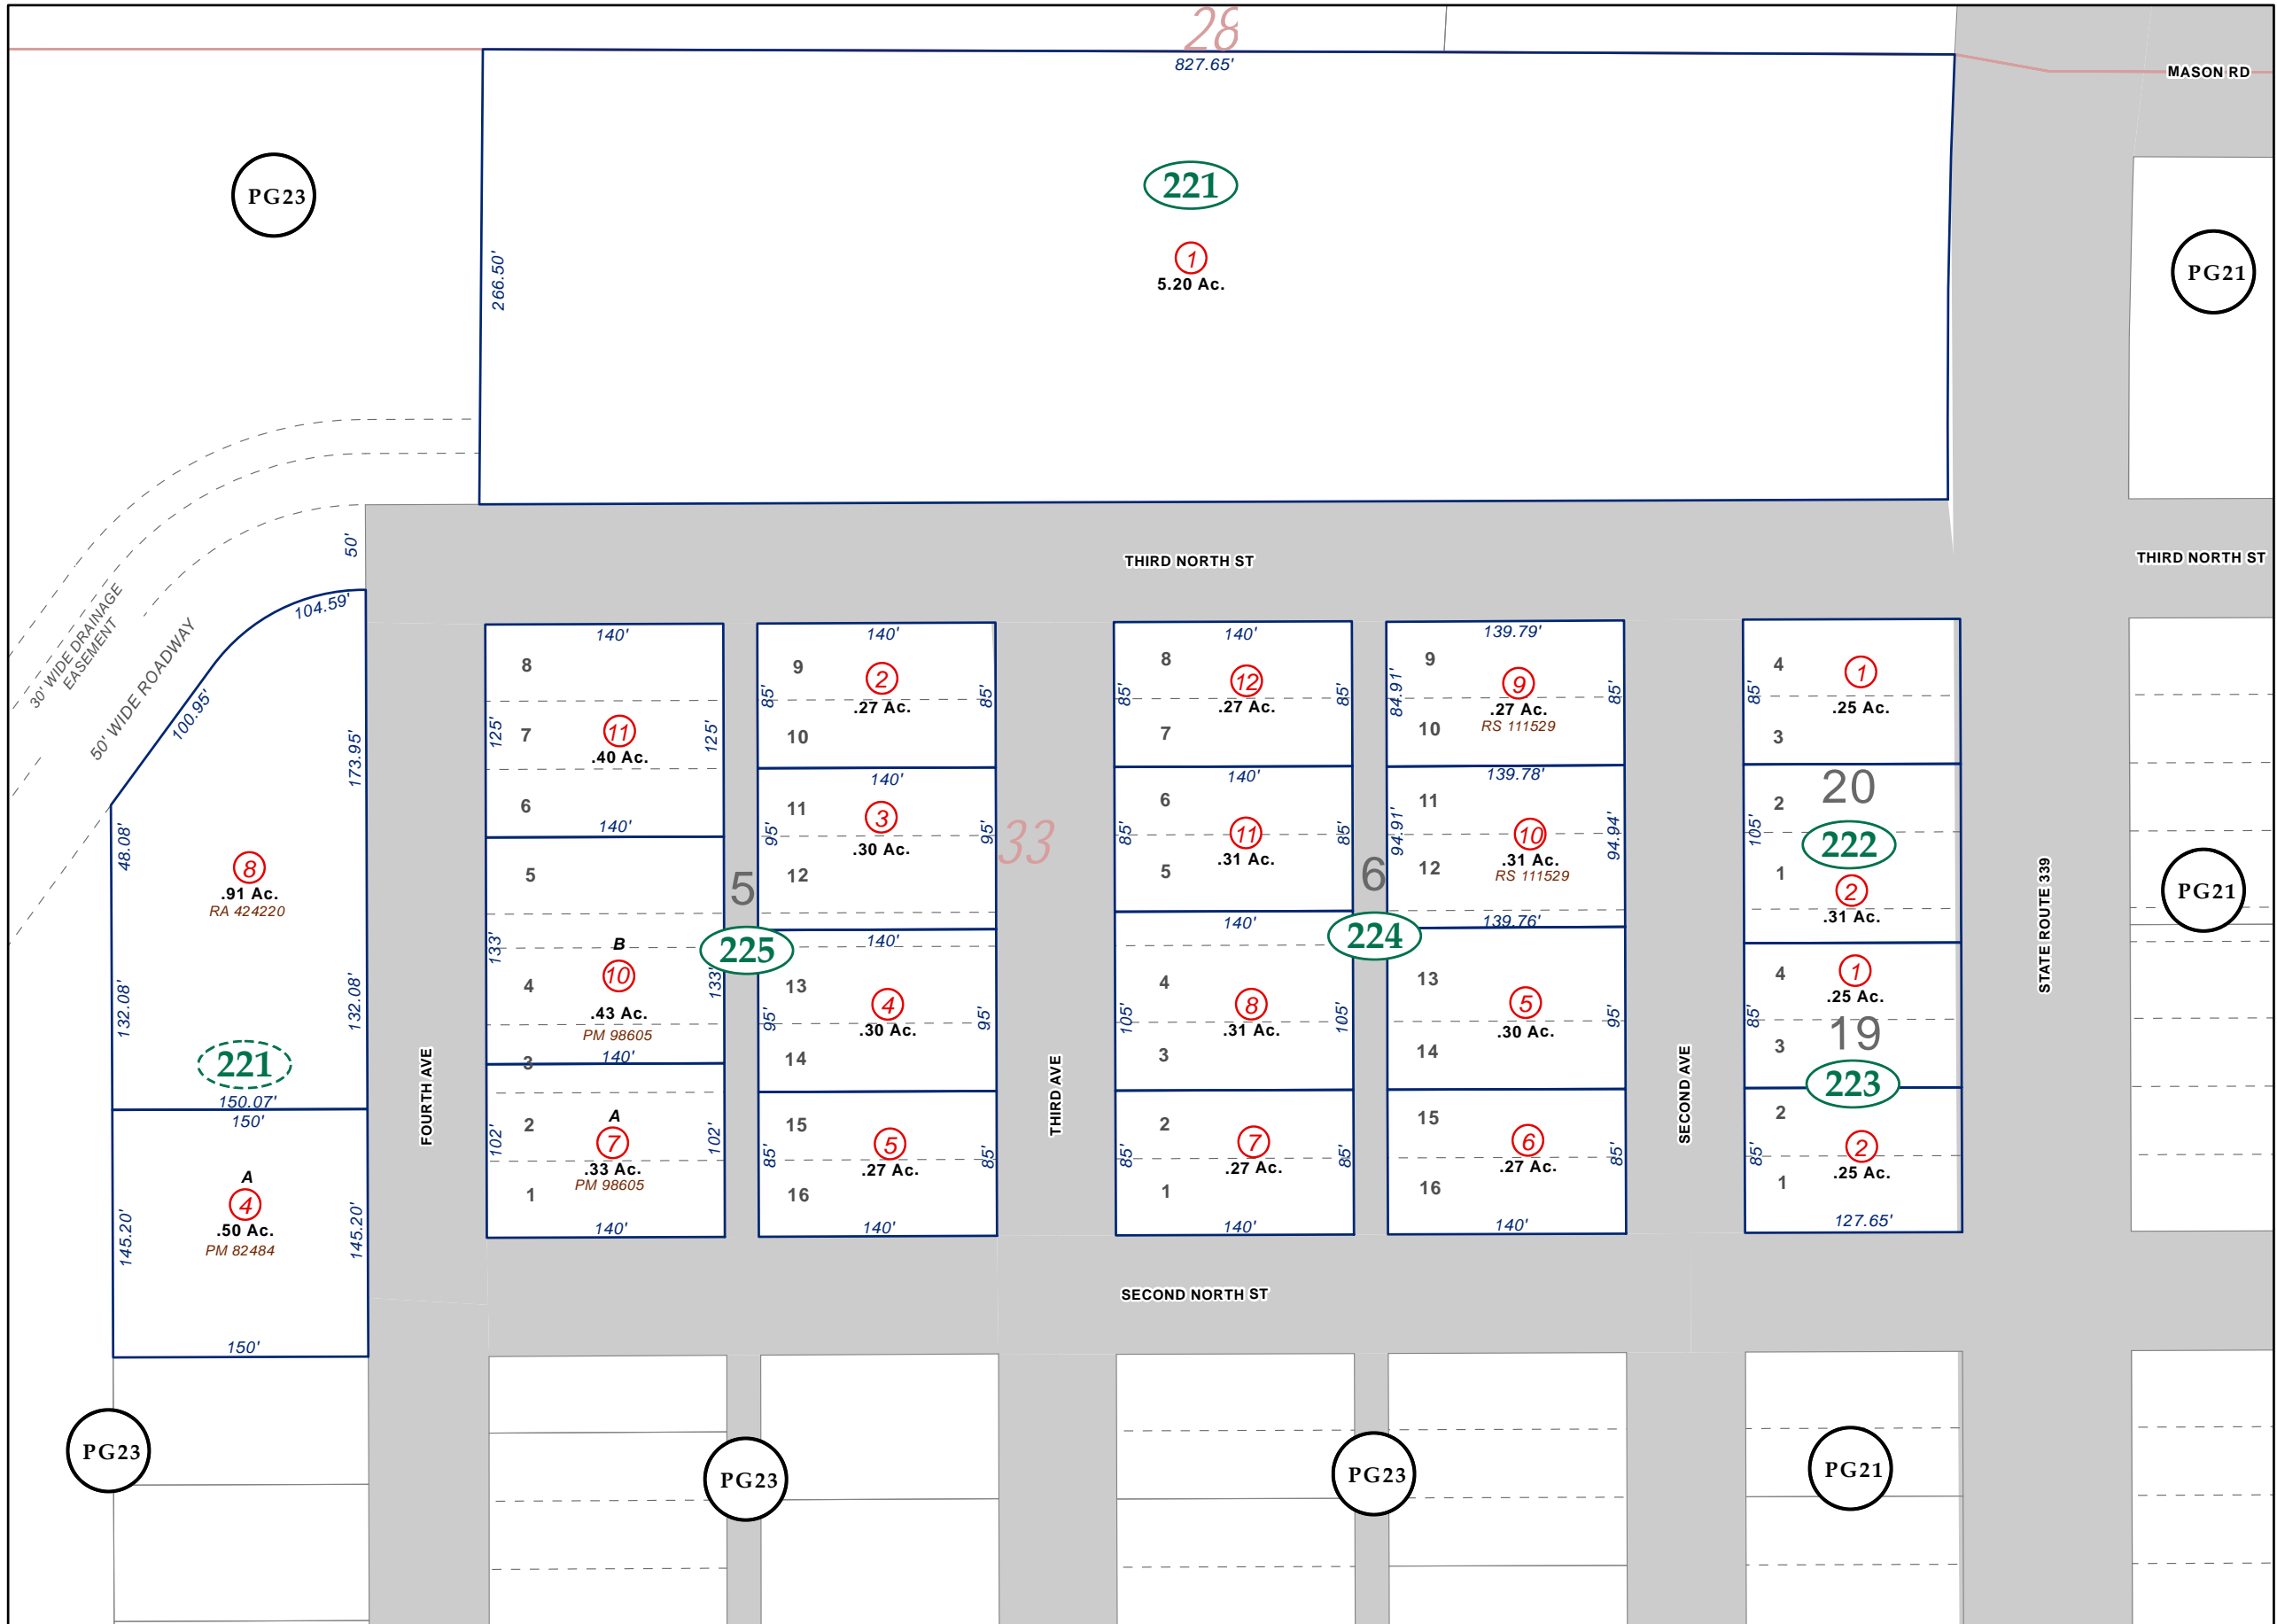 28
827.65'
MASON RD
PG23
221
266.50'
1
5.20 Ac.
PG21
50'
THIRD NORTH ST
THIRD NORTH ST
30' WIDE DRAINAGE
EASEMENT
50' WIDE ROADWAY
104.59'
100.95'
173.95'
48.08'
8
.91 Ac.
RA 424220
132.08'
132.08'
221
150.07'
150'
A
4
.50 Ac.
PM 82484
145.20'
145.20'
150'
FOURTH AVE
140'
8
7
125'
125'
11
.40 Ac.
6
140'
5
133'
B
10
4
133'
.43 Ac.
PM 98605
3
140'
A
2
7
102'
102'
.33 Ac.
PM 98605
1
140'
5
225
140'
9
2
85'
85'
.27 Ac.
10
140'
11
3
95'
95'
.30 Ac.
12
140'
13
4
95'
95'
.30 Ac.
14
15
5
85'
85'
.27 Ac.
16
140'
33
THIRD AVE
140'
8
12
85'
85'
.27 Ac.
7
140'
6
11
85'
85'
.31 Ac.
5
140'
4
8
105'
105'
.31 Ac.
3
2
7
85'
85'
.27 Ac.
1
140'
6
224
139.79'
9
9
84.91'
85'
.27 Ac.
RS 111529
10
139.78'
11
10
94.91'
94.94'
.31 Ac.
RS 111529
12
139.76'
13
5
95'
.30 Ac.
14
15
6
85'
.27 Ac.
16
140'
SECOND AVE
4
1
85'
.25 Ac.
3
20
2
105'
222
1
2
.31 Ac.
4
1
.25 Ac.
85'
19
3
223
2
2
85'
.25 Ac.
1
127.65'
STATE ROUTE 339
PG21
SECOND NORTH ST
PG23
PG23
PG23
PG21